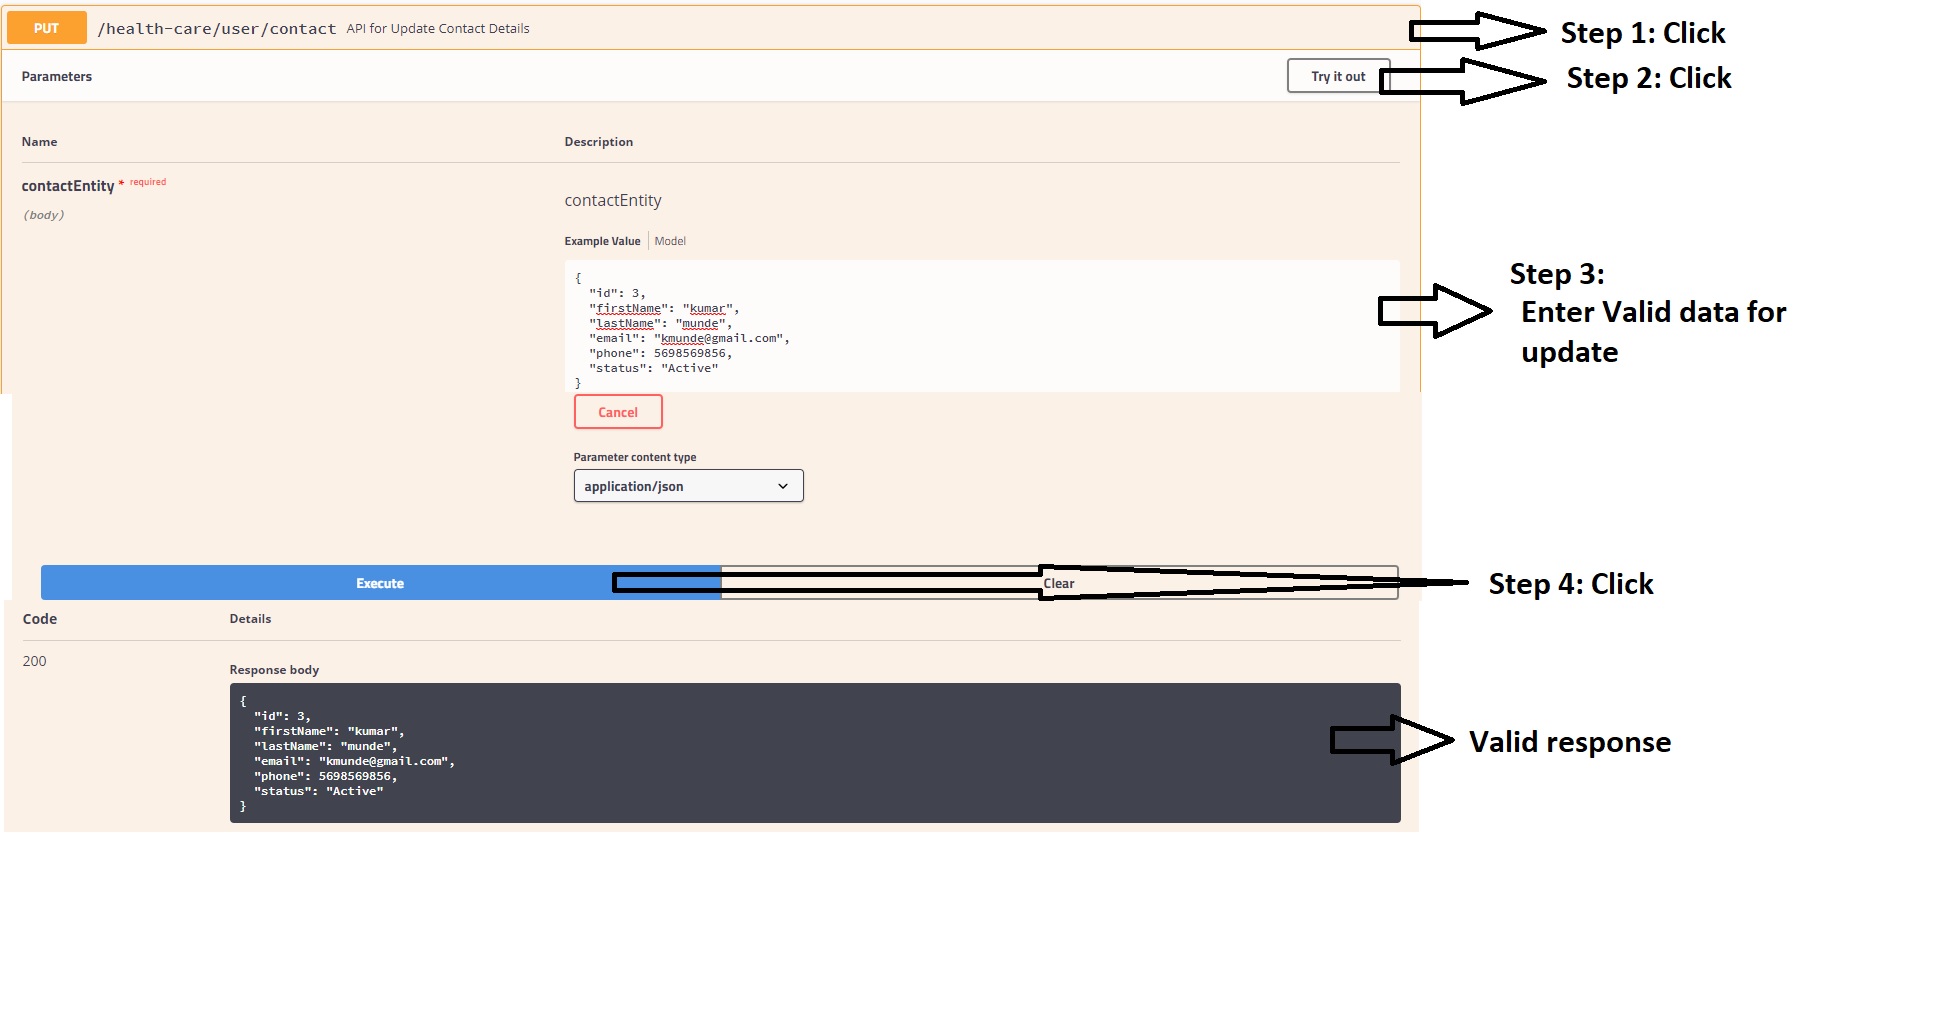 PUT /health-care/user/contact API for Update Contact Details
Step 1: Click
Parameters
Try it out
Step 2: Click
Name Description
contactEntity * required
(body)
contactEntity
Example Value Model
{
"id": 3,
"firstName": "kumar",
"lastName": "munde",
"email": "kmunde@gmail.com",
"phone": 5698569856,
"status": "Active"
}
Step 3:
Enter Valid data for
update
Cancel
Parameter content type
application/json
Execute Clear
Step 4: Click
Code Details
200
Response body
{
"id": 3,
"firstName": "kumar",
"lastName": "munde",
"email": "kmunde@gmail.com",
"phone": 5698569856,
"status": "Active"
}
Valid response